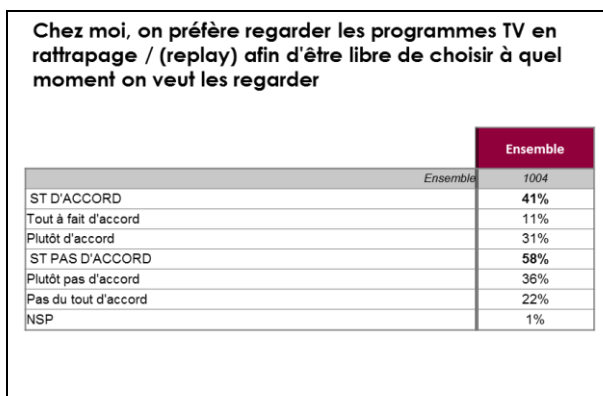 Chez moi, on préfère regarder les programmes TV en
rattrapage / (replay) afin d'être libre de choisir à quel
moment on veut les regarder
Ensemble
Ensemble 1004
ST D'ACCORD 41%
Tout à fait d'accord 11%
Plutôt d'accord 31%
ST PAS D'ACCORD 58%
Plutôt pas d'accord 36%
Pas du tout d'accord 22%
NSP 1%